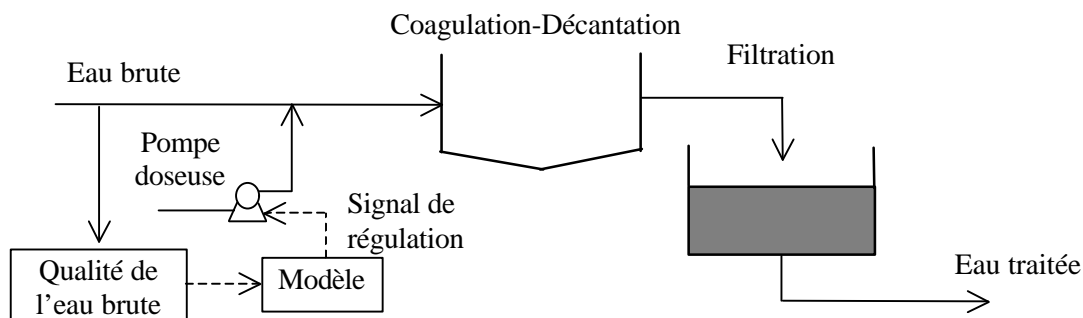 Coagulation-Décantation
Filtration
Eau brute
Pompe
doseuse
Signal de
régulation
Qualité de
l’eau brute
Modèle
Eau traitée